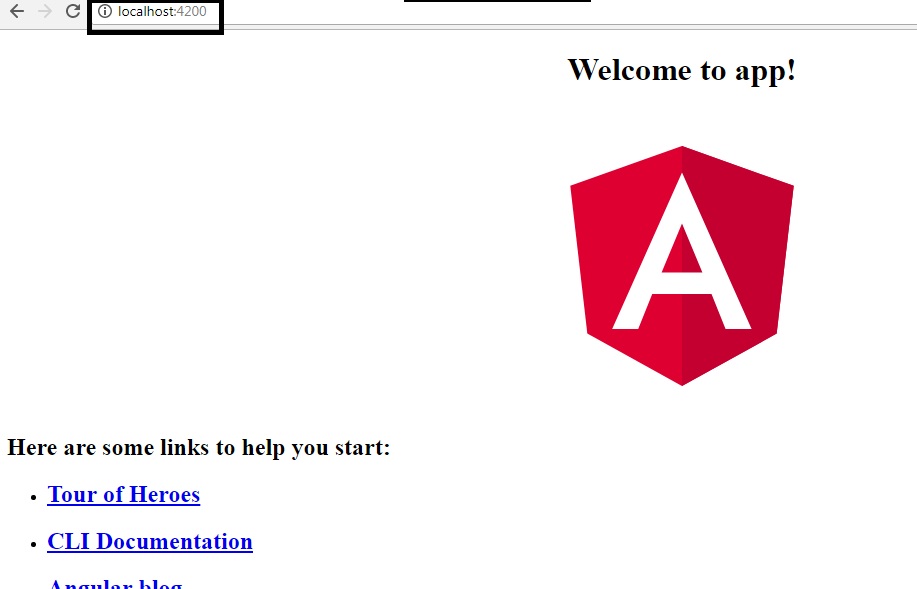 localhost:4200
Welcome to app!
A
Here are some links to help you start:
Tour of Heroes
CLI Documentation
Angular blog